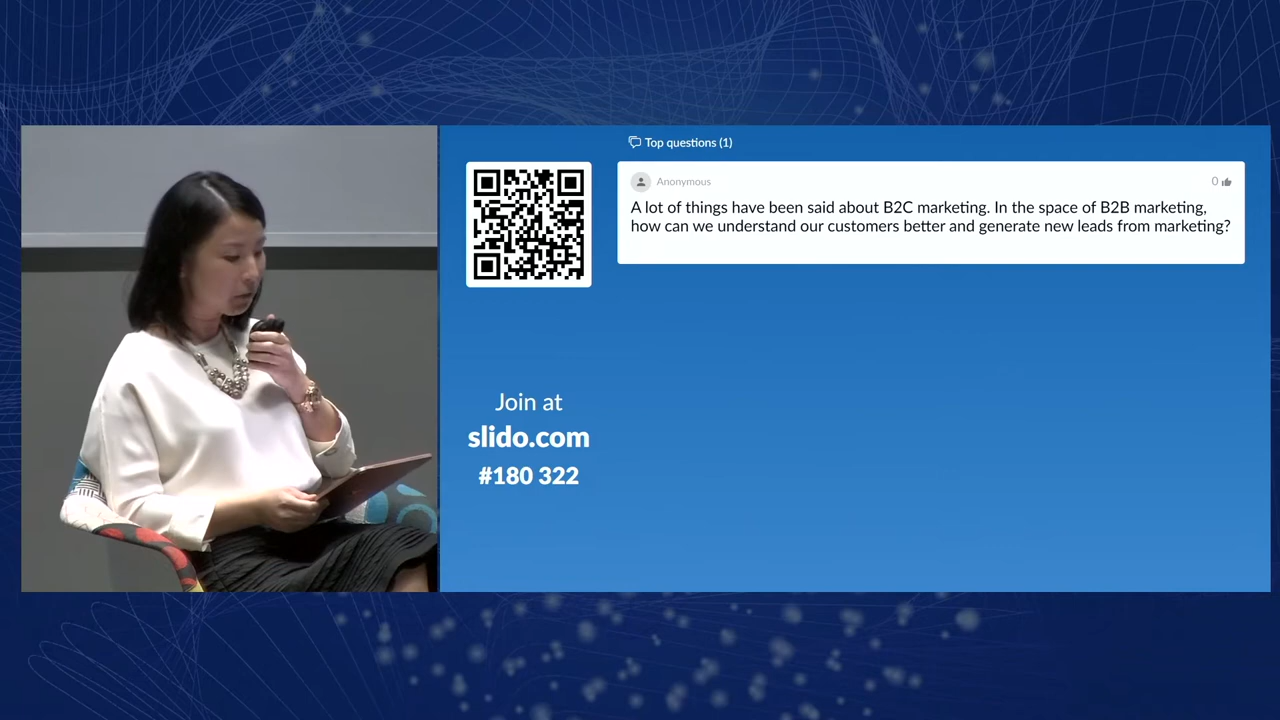 Top questions (1)
Anonymous
0
A lot of things have been said about B2C marketing. In the space of B2B marketing,
how can we understand our customers better and generate new leads from marketing?
Join at
slido.com
#180 322